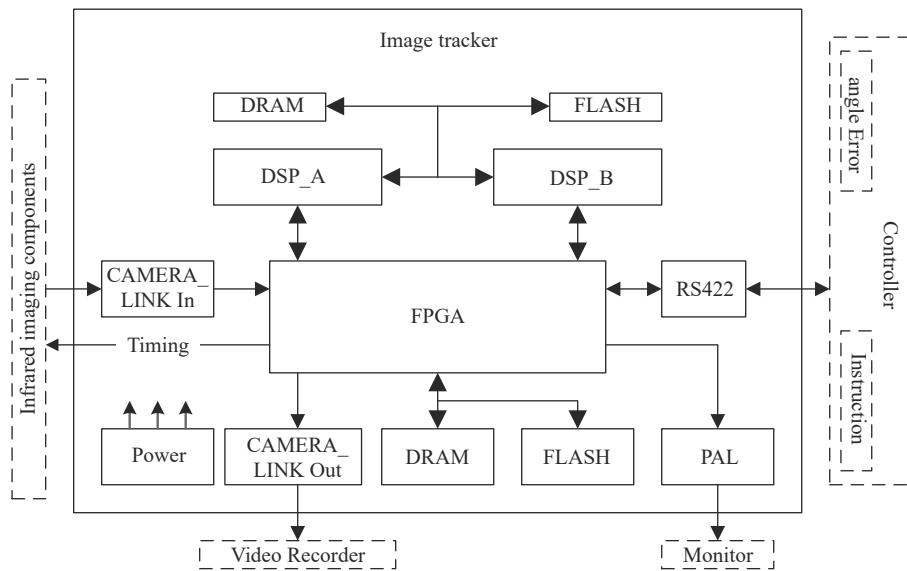 Image tracker
DRAM
FLASH
DSP_A
DSP_B
Infrared imaging components
CAMERA_
LINK In
FPGA
RS422
angle Error
Controller
Instruction
Timing
Power
CAMERA_
LINK Out
DRAM
FLASH
PAL
Video Recorder
Monitor